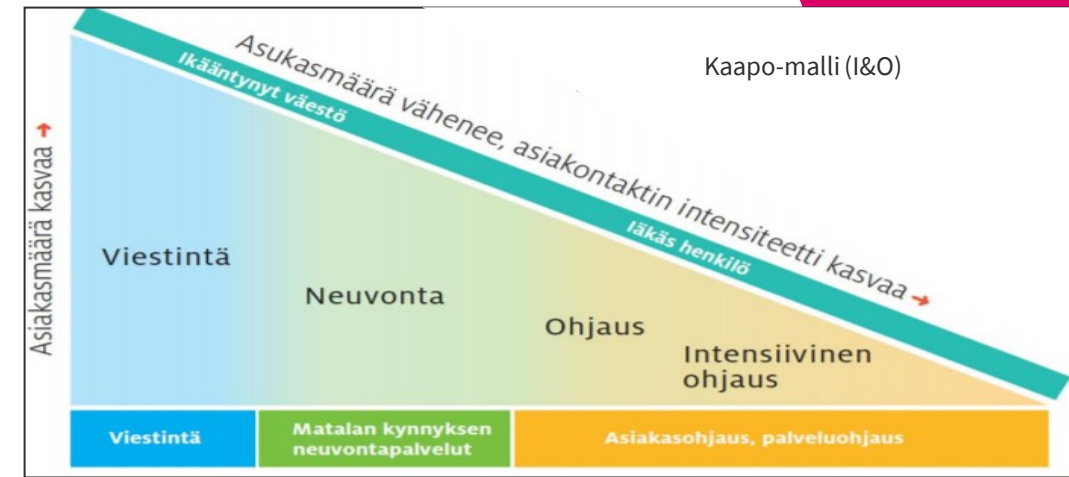 Kaapo-malli (I&O)
Asukasmäärä vähenee, asiakontaktin intensiteetti kasvaa →
Ikääntynyt väestö
Iäkäs henkilö
Asiakasmäärä kasvaa →
Viestintä
Neuvonta
Ohjaus
Intensiivinen
ohjaus
Viestintä
Matalan kynnyksen
neuvontapalvelut
Asiakasohjaus, palveluohjaus